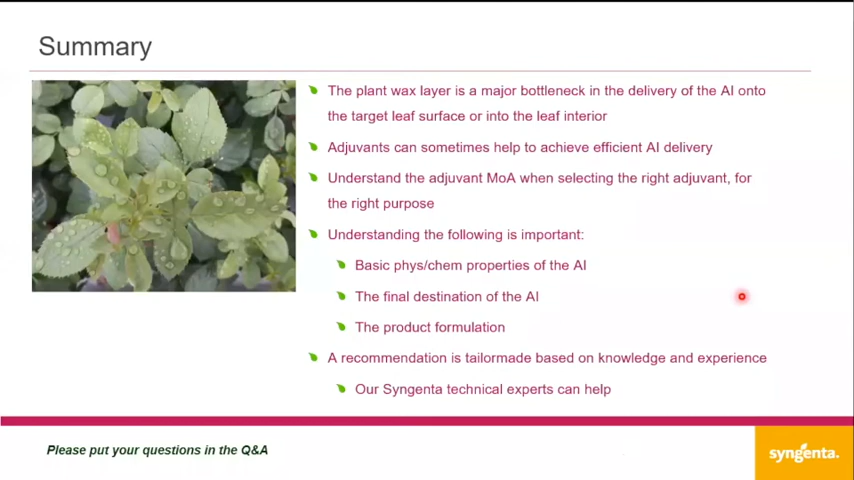 Summary
The plant wax layer is a major bottleneck in the delivery of the AI onto
the target leaf surface or into the leaf interior
Adjuvants can sometimes help to achieve efficient AI delivery
Understand the adjuvant MoA when selecting the right adjuvant, for
the right purpose
Understanding the following is important:
Basic phys/chem properties of the AI
The final destination of the AI
The product formulation
A recommendation is tailormade based on knowledge and experience
Our Syngenta technical experts can help
Please put your questions in the Q&A
syngenta.